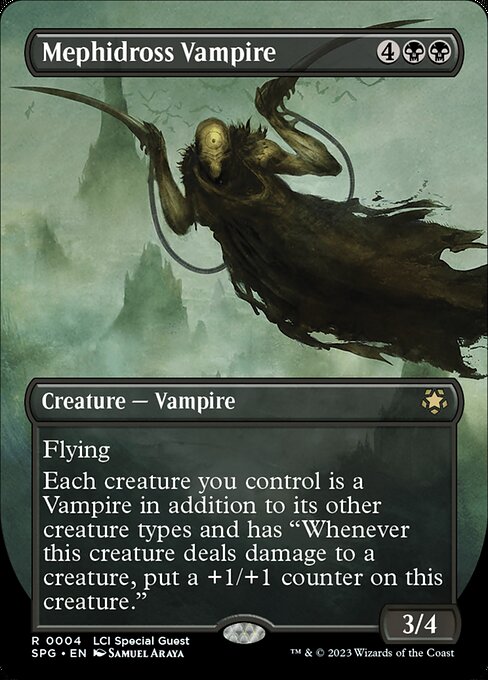 Mephidross Vampire 4
Creature — Vampire
Flying
Each creature you control is a
Vampire in addition to its other
creature types and has “Whenever
this creature deals damage to a
creature, put a +1/+1 counter on this
creature.”
3/4
R 0004 LCI Special Guest
SPG • EN Samuel Araya ™ & © 2023 Wizards of the Coast